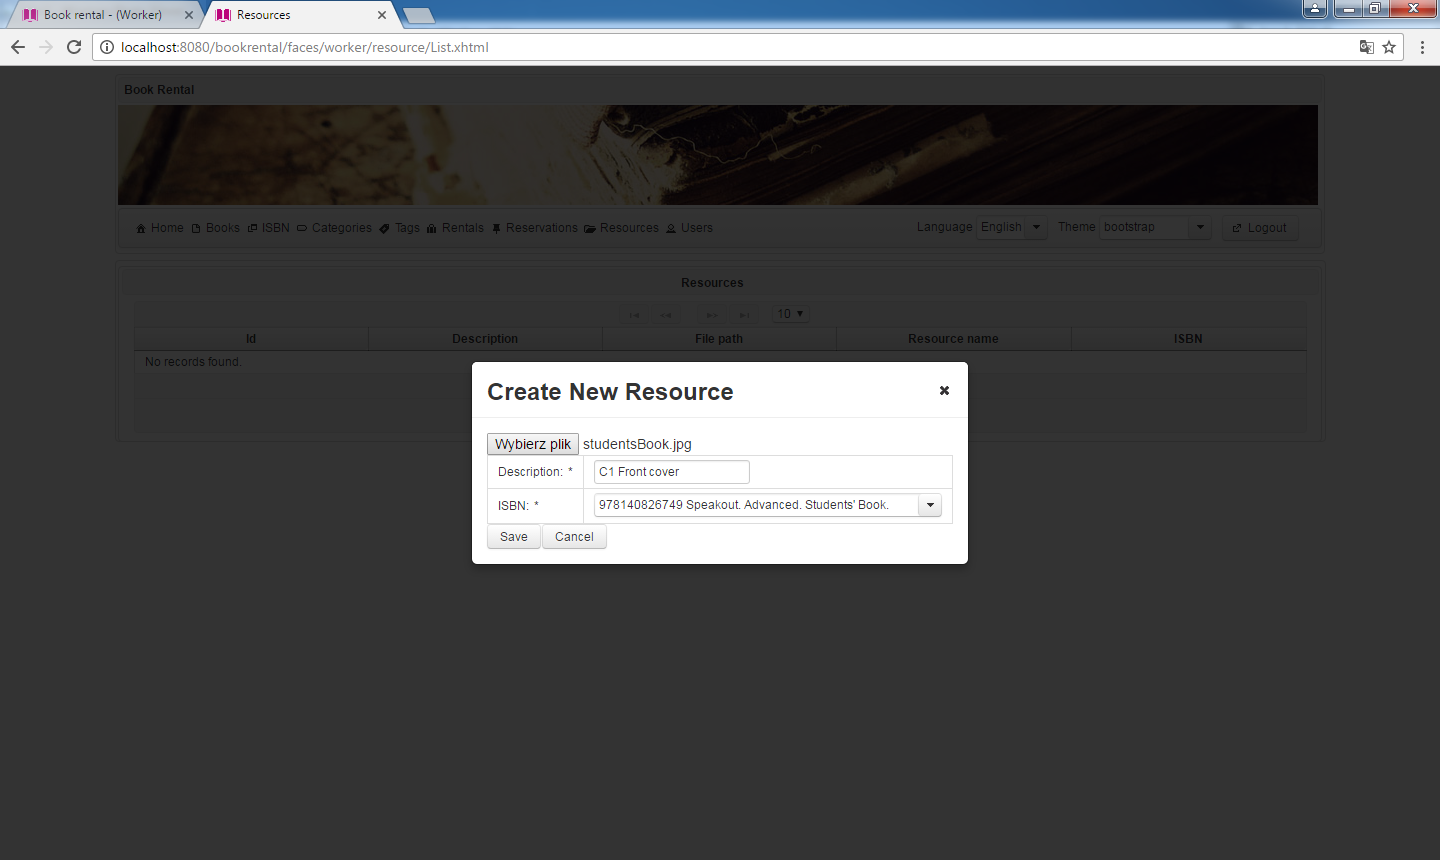 Book rental - (Worker)
Resources
localhost:8080/bookrental/faces/worker/resource/List.xhtml
Book Rental
Home Books ISBN Categories Tags Rentals Reservations Resources Users Language English Theme bootstrap Logout
Resources
10
Id Description File path Resource name ISBN
No records found.
Create New Resource
Wybierz plik studentsBook.jpg
Description: * C1 Front cover
ISBN: * 978140826749 Speakout. Advanced. Students' Book.
Save Cancel